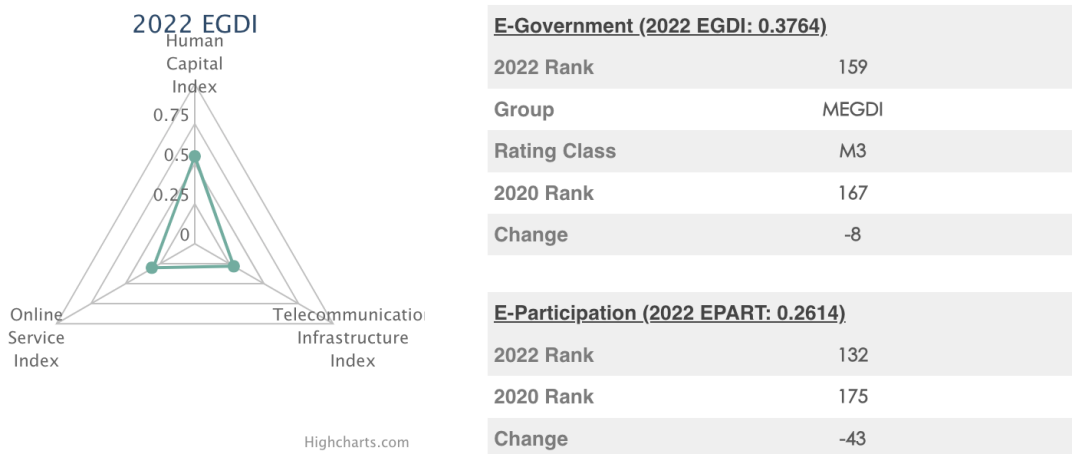 2022 EGDI
Human
Capital
Index
0.75
0.5
0.25
0
Online
Service
Index
Telecommunicatio
Infrastructure
Index
Highcharts.com
E-Government (2022 EGDI: 0.3764)
2022 Rank 159
Group MEGDI
Rating Class M3
2020 Rank 167
Change -8
E-Participation (2022 EPART: 0.2614)
2022 Rank 132
2020 Rank 175
Change -43